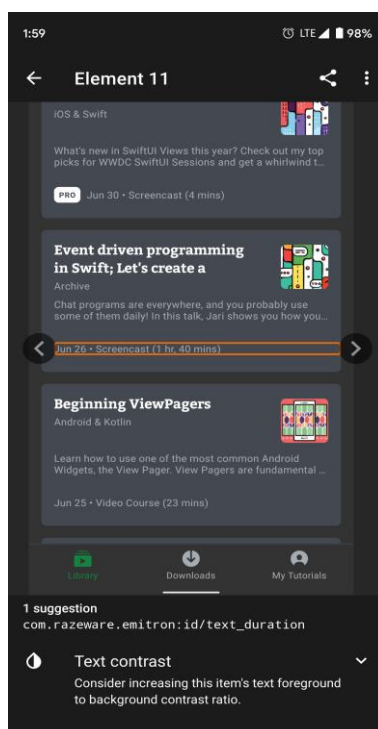 1:59 LTE 98%
Element 11
iOS & Swift
What's new in SwiftUI Views this year? Check out my top
picks for WWDC SwiftUI Sessions and get a whirlwind t...
PRO Jun 30 • Screencast (4 mins)
Event driven programming
in Swift; Let's create a
Archive
Chat programs are everywhere, and you probably use
some of them daily! In this talk, Jari shows you how you...
Jun 26 • Screencast (1 hr, 40 mins)
Beginning ViewPagers
Android & Kotlin
Learn how to use one of the most common Android
Widgets, the View Pager. View Pagers are fundamental ...
Jun 25 • Video Course (23 mins)
Library Downloads My Tutorials
1 suggestion
com.razeware.emitron:id/text_duration
Text contrast
Consider increasing this item's text foreground
to background contrast ratio.